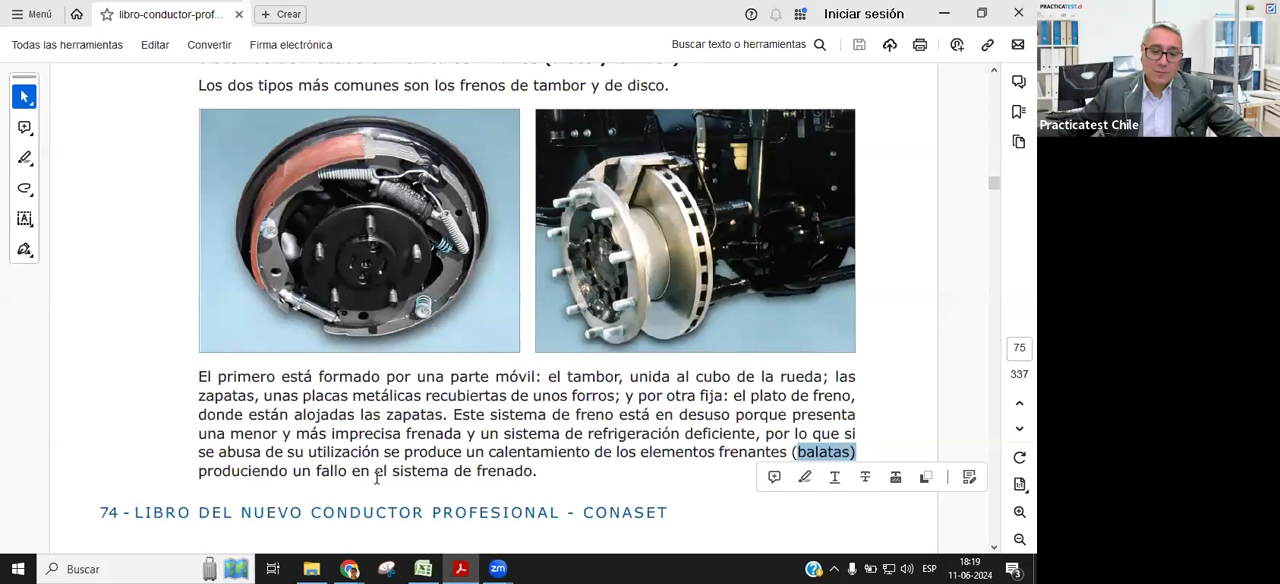 Menú
libro-conductor-prof...
Crear
Iniciar sesión
PRACTICATEST.cl
Todas las herramientas
Editar
Convertir
Firma electrónica
Buscar texto o herramientas
Practicatest Chile
Los dos tipos más comunes son los frenos de tambor y de disco.
75
337
El primero está formado por una parte móvil: el tambor, unida al cubo de la rueda; las
zapatas, unas placas metálicas recubiertas de unos forros; y por otra fija: el plato de freno,
donde están alojadas las zapatas. Este sistema de freno está en desuso porque presenta
una menor y más imprecisa frenada y un sistema de refrigeración deficiente, por lo que si
se abusa de su utilización se produce un calentamiento de los elementos frenantes (balatas)
produciendo un fallo en el sistema de frenado.
74 - LIBRO DEL NUEVO CONDUCTOR PROFESIONAL - CONASET
Buscar
zm
ESP
18:19
11-06-2024
3